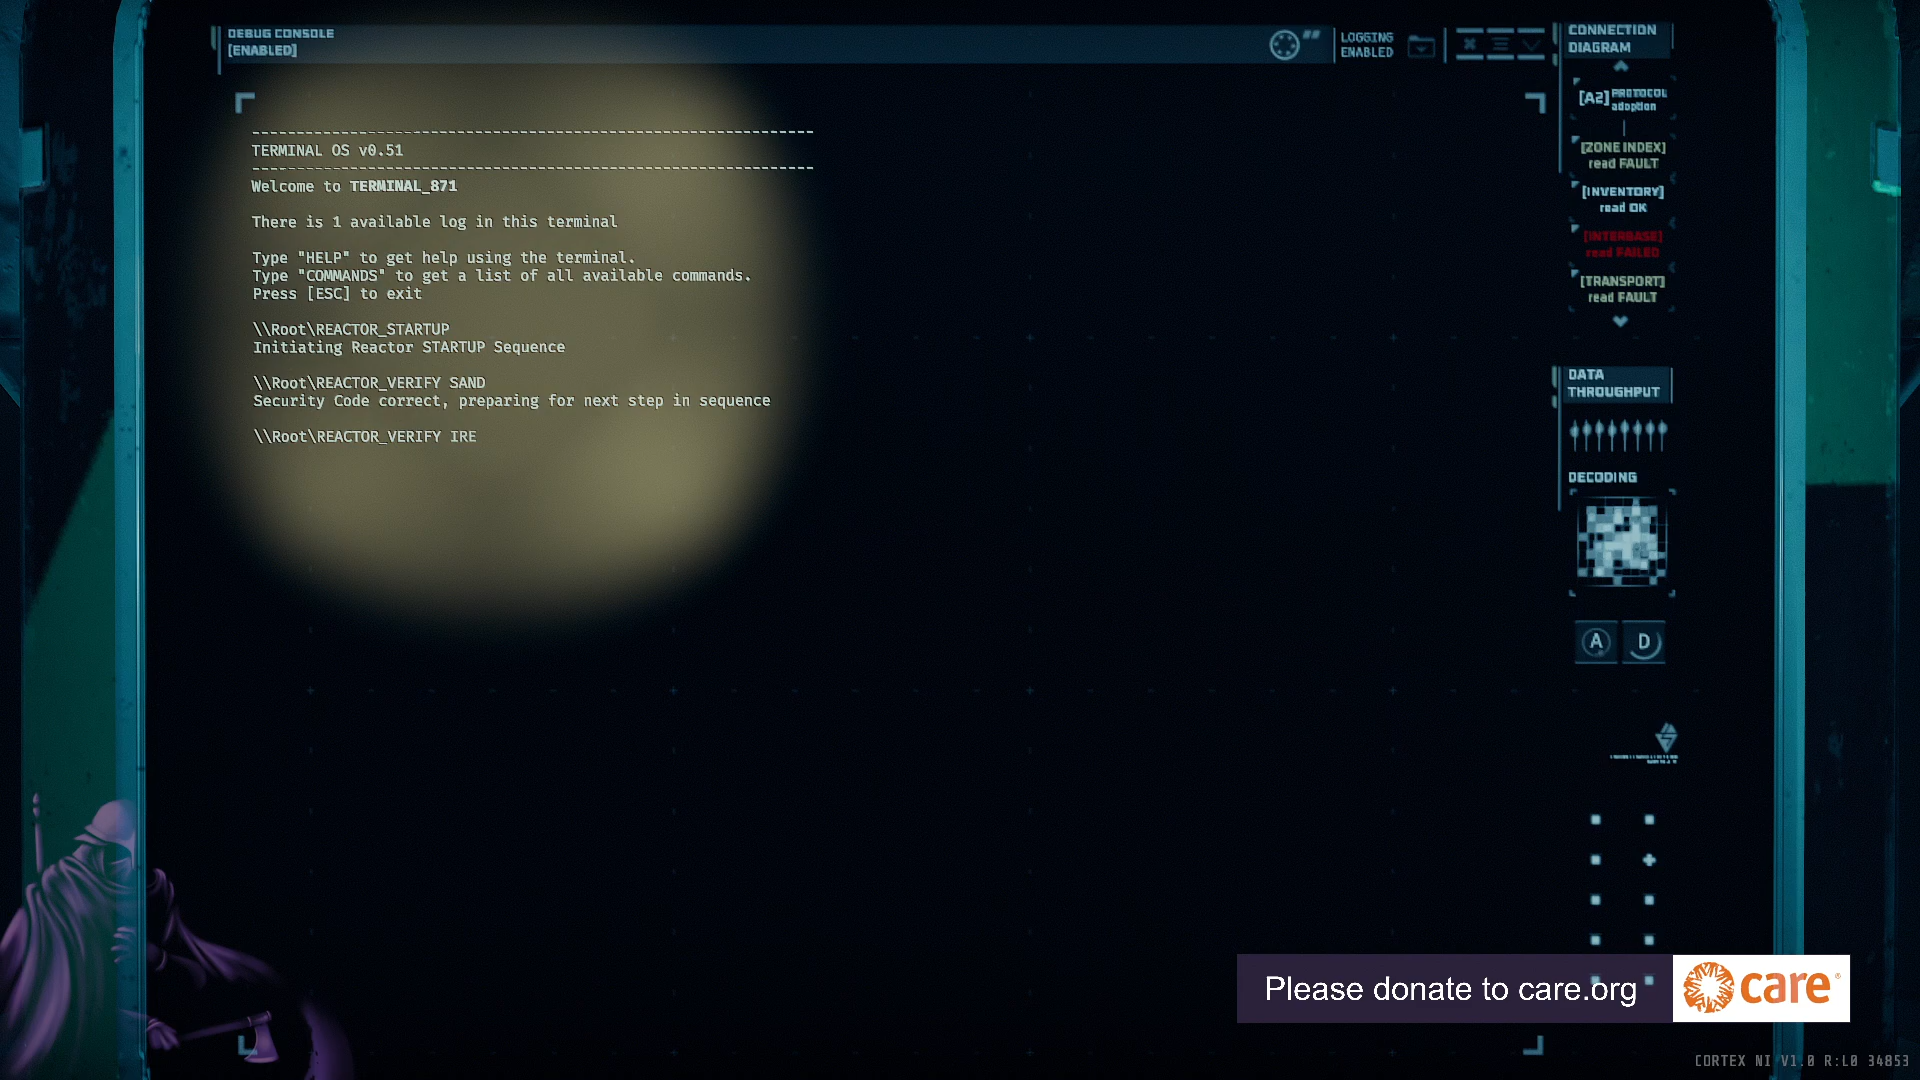 DEBUG CONSOLE
[ENABLED]
LOGGING
ENABLED
CONNECTION
DIAGRAM
[A2] PROTOCOL
adoption
[ZONE INDEX]
read FAULT
[INVENTORY]
read OK
[INTERBASE]
read FAILED
[TRANSPORT]
read FAULT
DATA
THROUGHPUT
DECODING
A D
---------------------------------------------------------------
TERMINAL OS v0.51
---------------------------------------------------------------
Welcome to TERMINAL_871
There is 1 available log in this terminal
Type "HELP" to get help using the terminal.
Type "COMMANDS" to get a list of all available commands.
Press [ESC] to exit
\\Root\REACTOR_STARTUP
Initiating Reactor STARTUP Sequence
\\Root\REACTOR_VERIFY SAND
Security Code correct, preparing for next step in sequence
\\Root\REACTOR_VERIFY IRE
Please donate to care.org
care®
CORTEX NI V1.0 R:L0 34853